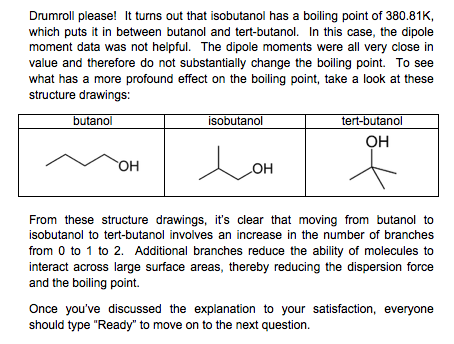 Drumroll please!  It turns out that isobutanol has a boiling point of 380.81K,
which puts it in between butanol and tert-butanol.  In this case, the dipole
moment data was not helpful.  The dipole moments were all very close in
value and therefore do not substantially change the boiling point.  To see
what has a more profound effect on the boiling point, take a look at these
structure drawings:
butanol isobutanol tert-butanol
OH OH OH
From these structure drawings, it's clear that moving from butanol to
isobutanol to tert-butanol involves an increase in the number of branches
from 0 to 1 to 2.  Additional branches reduce the ability of molecules to
interact across large surface areas, thereby reducing the dispersion force
and the boiling point.
Once you've discussed the explanation to your satisfaction, everyone
should type "Ready" to move on to the next question.